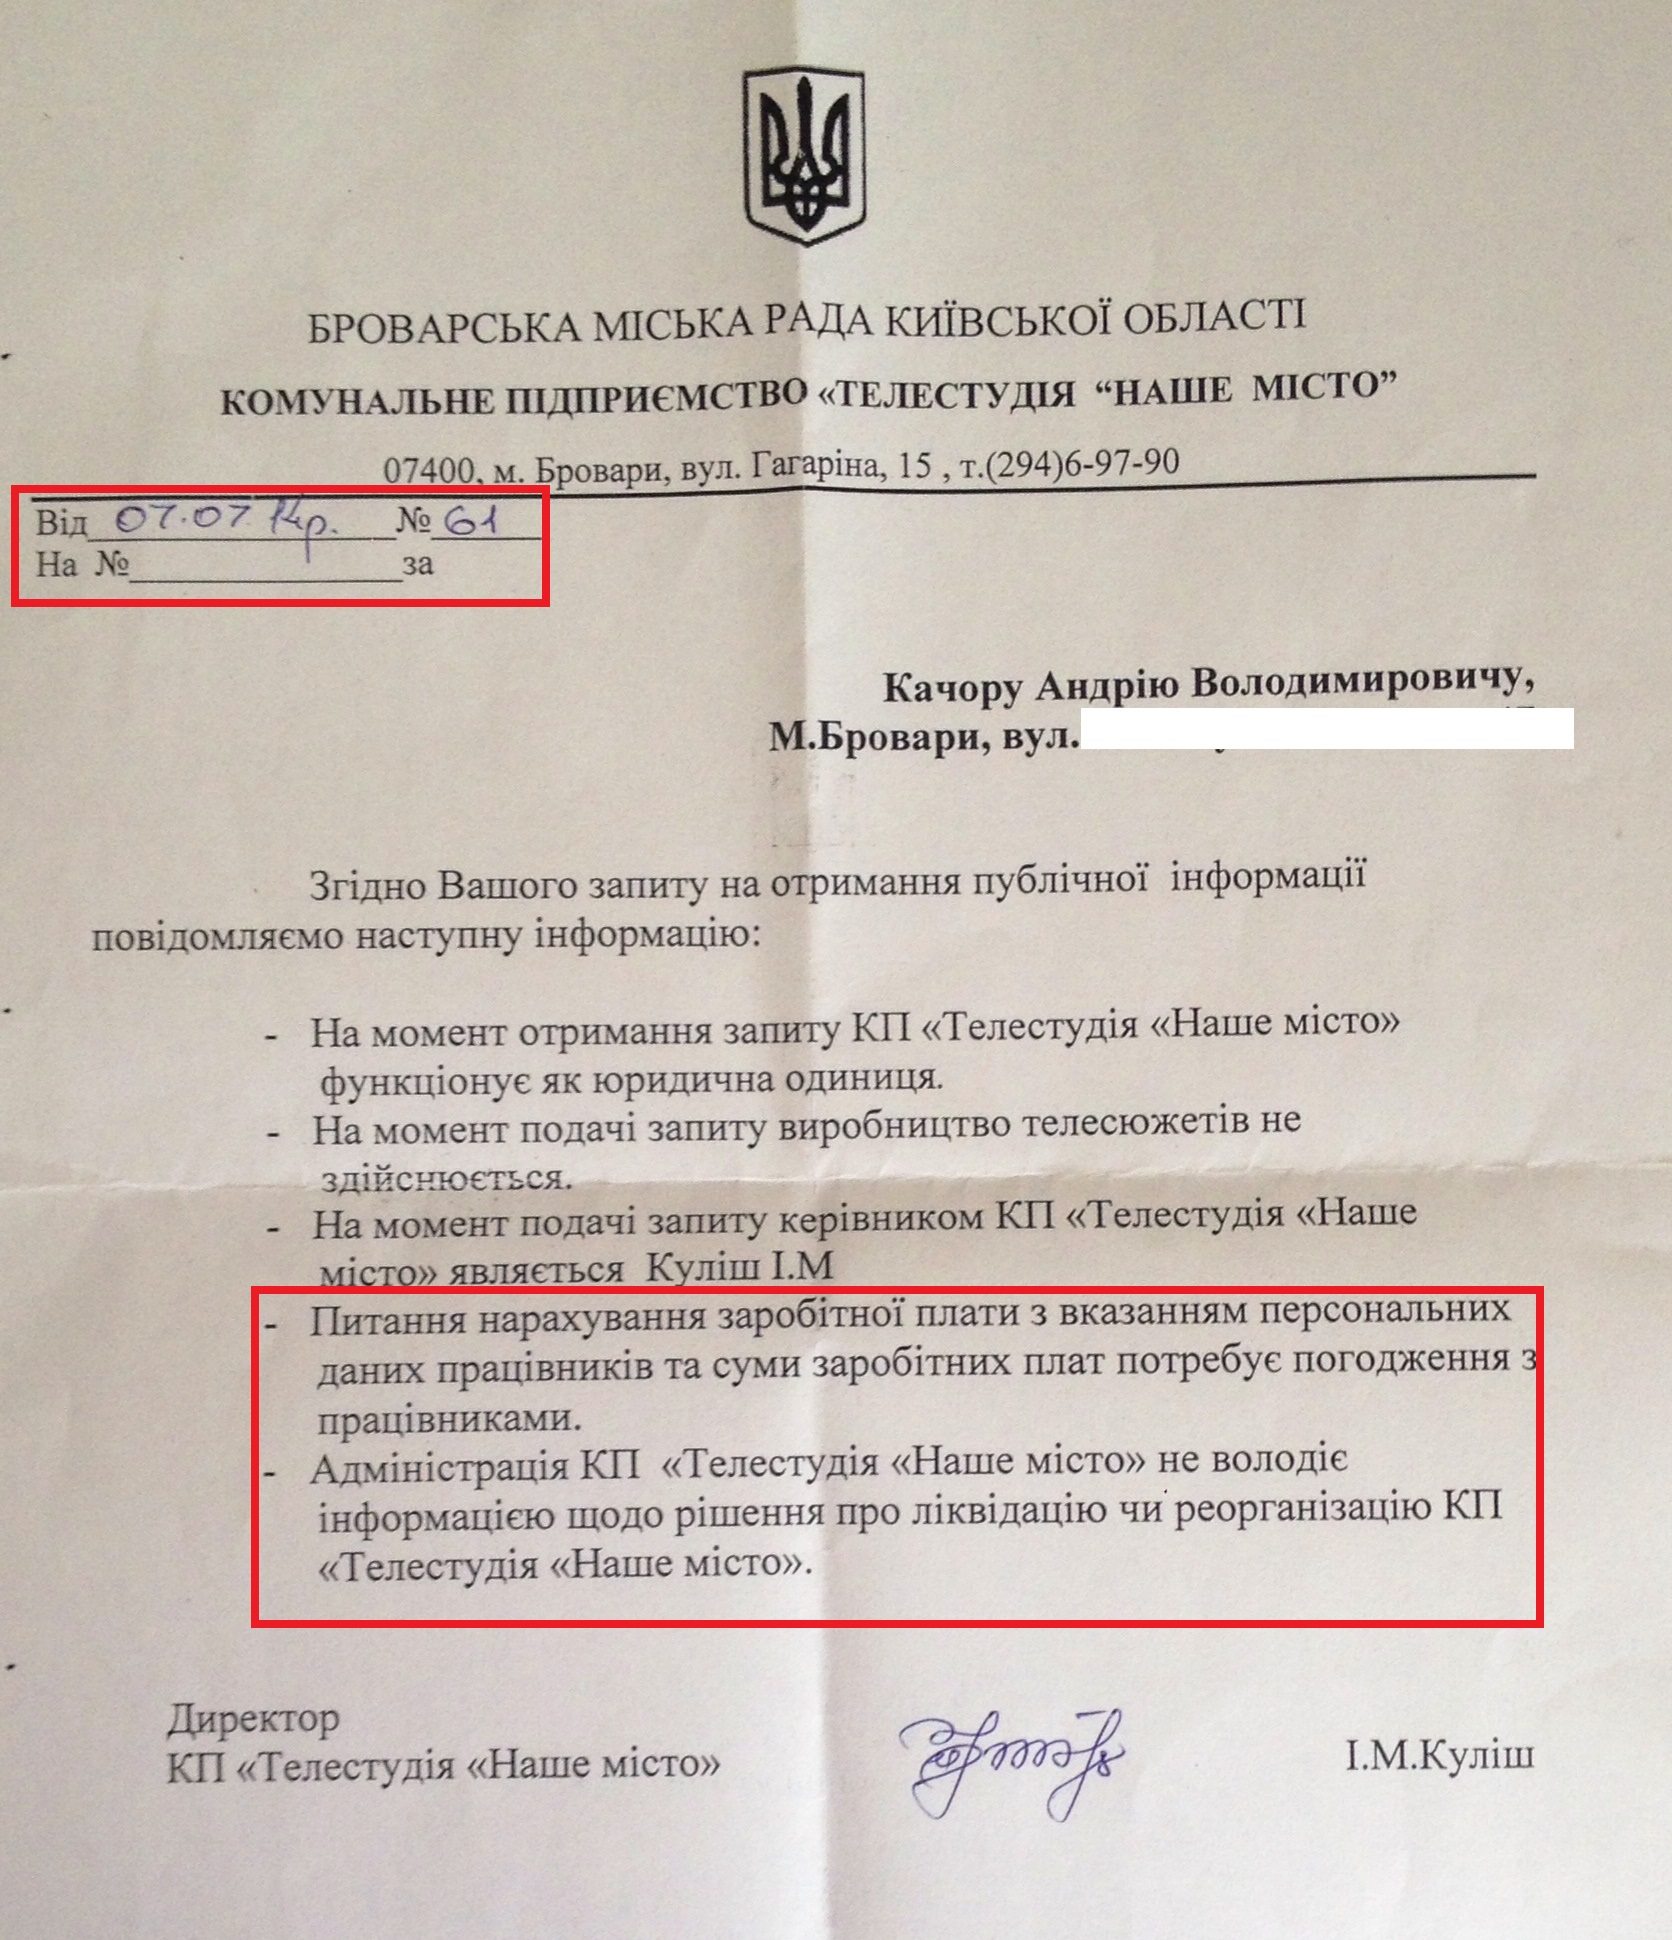 БРОВАРСЬКА МІСЬКА РАДА КИЇВСЬКОЇ ОБЛАСТІ
КОМУНАЛЬНЕ ПІДПРИЄМСТВО «ТЕЛЕСТУДІЯ “НАШЕ МІСТО”
07400, м. Бровари, вул. Гагаріна, 15 , т.(294)6-97-90
Від 07.07 № 61
На № за
Качору Андрію Володимировичу,
М.Бровари, вул.
Згідно Вашого запиту на отримання публічної інформації
повідомляємо наступну інформацію:
- На момент отримання запиту КП «Телестудія «Наше місто»
функціонує як юридична одиниця.
- На момент подачі запиту виробництво телесюжетів не
здійснюється.
- На момент подачі запиту керівником КП «Телестудія «Наше
місто» являється Куліш І.М
- Питання нарахування заробітної плати з вказанням персональних
даних працівників та суми заробітних плат потребує погодження з
працівниками.
- Адміністрація КП «Телестудія «Наше місто» не володіє
інформацією щодо рішення про ліквідацію чи реорганізацію КП
«Телестудія «Наше місто».
Директор
КП «Телестудія «Наше місто»
І.М.Куліш